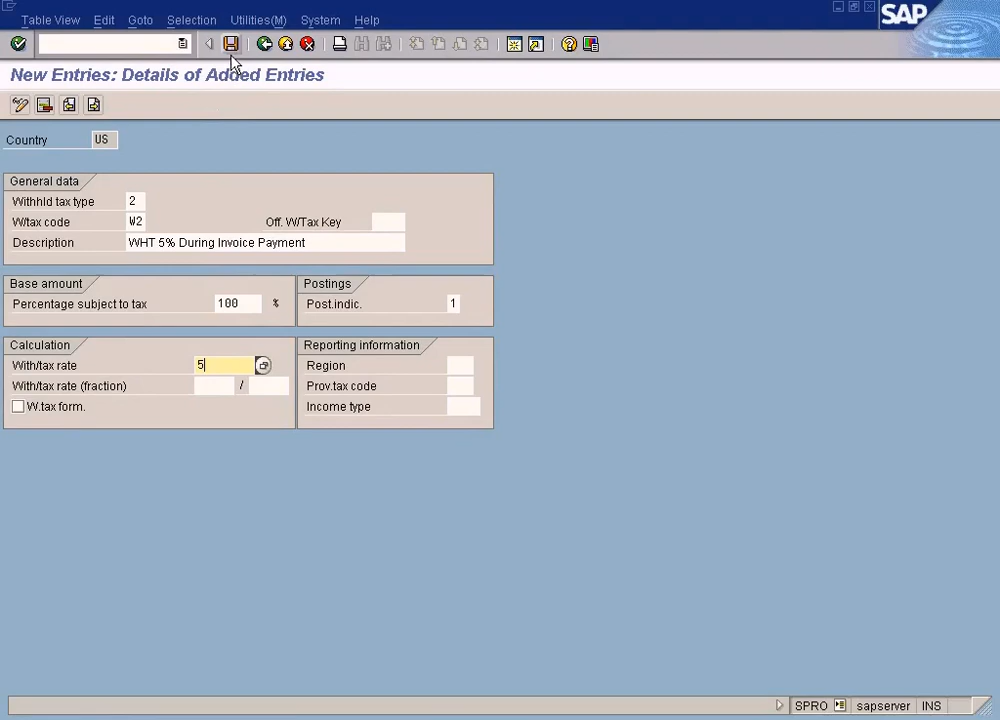 Table View Edit Goto Selection Utilities(M) System Help
SAP
New Entries: Details of Added Entries
Country US
General data
Withhld tax type 2
W/tax code W2 Off. W/Tax Key
Description WHT 5% During Invoice Payment
Base amount Postings
Percentage subject to tax 100 % Post.indic. 1
Calculation Reporting information
With/tax rate 5 Region
With/tax rate (fraction) / Prov.tax code
W.tax form. Income type
SPRO sapserver INS